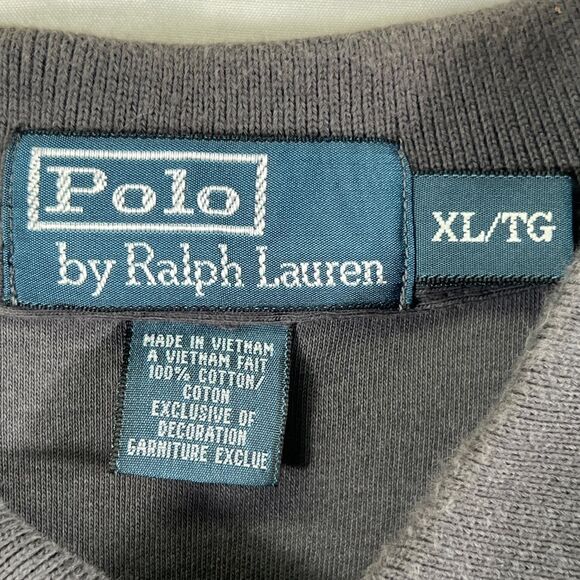 Polo
by Ralph Lauren
XL/TG
MADE IN VIETNAM
A VIETNAM FAIT
100% COTTON/
COTON
EXCLUSIVE OF
DECORATION
GARNITURE EXCLUE